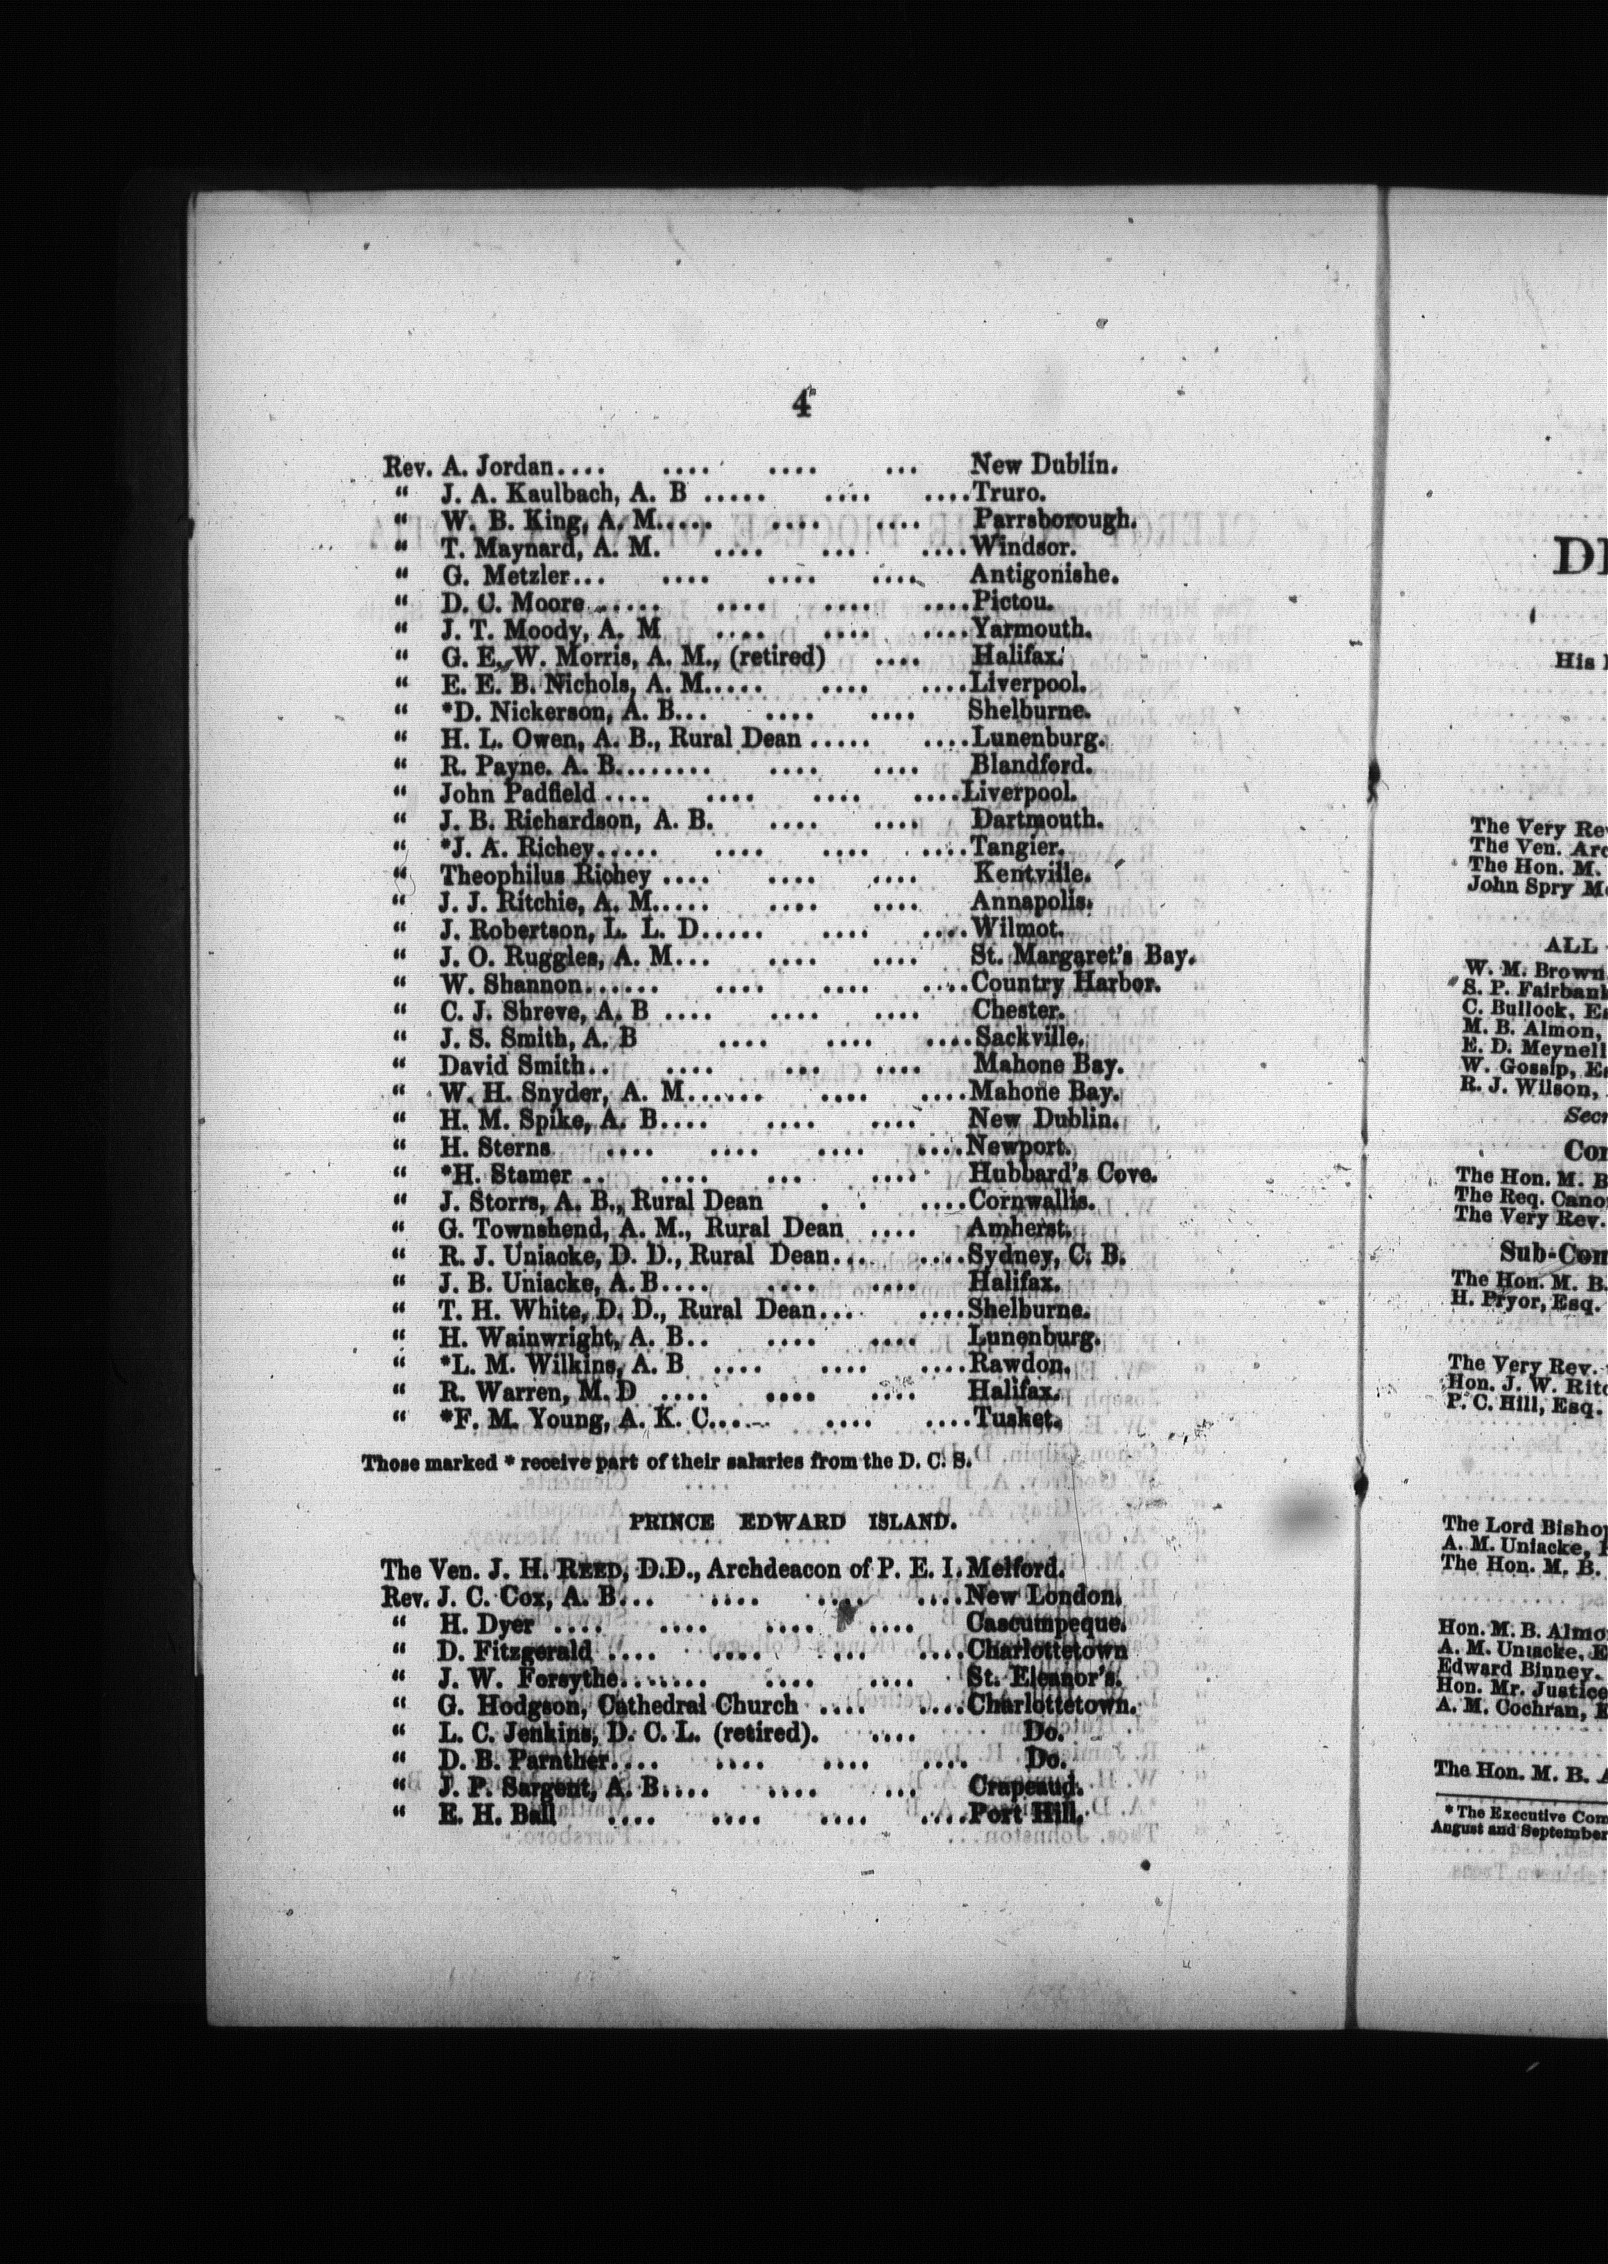 4
Rev. A. Jordan.... .... .... ... New Dublin.
“ J. A. Kaulbach, A. B ..... .... ....Truro.
“ W. B. King, A. M..... .... .... Parrsborough.
“ T. Maynard, A. M. .... ... ....Windsor.
“ G. Metzler... .... .... .... Antigonishe.
“ D. C. Moore...... .... .... ....Pictou.
“ J. T. Moody, A. M .... .... ....Yarmouth.
“ G. E. W. Morris, A. M., (retired) .... Halifax.
“ E. E. B. Nichols, A. M..... .... ....Liverpool.
“ *D. Nickerson, A. B... .... .... Shelburne.
“ H. L. Owen, A. B., Rural Dean ..... ....Lunenburg.
“ R. Payne. A. B........ .... .... Blandford.
“ John Padfield .... .... .... ....Liverpool.
“ J. B. Richardson, A. B. .... .... Dartmouth.
“ *J. A. Richey..... .... .... ....Tangier.
“ Theophilus Richey .... .... .... Kentville.
“ J. J. Ritchie, A. M..... .... .... Annapolis.
“ J. Robertson, L. L. D..... .... ....Wilmot.
“ J. O. Ruggles, A. M... .... .... St. Margaret's Bay.
“ W. Shannon...... .... .... ....Country Harbor.
“ C. J. Shreve, A. B .... .... .... Chester.
“ J. S. Smith, A. B .... .... ....Sackville.
“ David Smith.. .... ... .... Mahone Bay.
“ W. H. Snyder, A. M...... .... ....Mahone Bay.
“ H. M. Spike, A. B.... .... .... New Dublin.
“ H. Sterns .... .... .... ....Newport.
“ *H. Stamer .. .... ... .... Hubbard's Cove.
“ J. Storrs, A. B., Rural Dean . . ....Cornwallis.
“ G. Townshend, A. M., Rural Dean .... Amherst.
“ R. J. Uniacke, D. D., Rural Dean... ....Sydney, C. B.
“ J. B. Uniacke, A. B.... .... .... Halifax.
“ T. H. White, D. D., Rural Dean... ....Shelburne.
“ H. Wainwright, A. B.. .... .... Lunenburg.
“ *L. M. Wilkins, A. B .... .... ....Rawdon.
“ R. Warren, M. D .... .... .... Halifax.
“ *F. M. Young, A. K. C.... .... ....Tusket.
Those marked * receive part of their salaries from the D. C. S.
PRINCE EDWARD ISLAND.
The Ven. J. H. REED, D.D., Archdeacon of P. E. I. Melford.
Rev. J. C. Cox, A. B... .... .... ....New London.
“ H. Dyer .... .... .... .... Cascumpeque.
“ D. Fitzgerald .... .... ... ....Charlottetown
“ J. W. Forsythe....... .... .... St. Eleanor's.
“ G. Hodgson, Cathedral Church .... ....Charlottetown.
“ L. C. Jenkins, D. C. L. (retired). .... Do.
“ D. B. Parnther.... .... .... .... Do.
“ J. P. Sargent, A. B.... .... ... Crapeaud.
“ E. H. Ball .... .... .... ....Port Hill.
His
The Very Rev
The Ven. Arc
The Hon. M.
John Spry Mc
ALL
W. M. Brown
S. P. Fairbank
C. Bullock, Es
M. B. Almon,
E. D. Meynell
W. Gossip, Es
R. J. Wilson,
Secr
Com
The Hon. M. B
The Req. Cano
The Very Rev.
Sub-Com
The Hon. M. B.
H. Pryor, Esq.
The Very Rev.
Hon. J. W. Ritc
P. C. Hill, Esq.
The Lord Bishop
A. M. Uniacke,
The Hon. M. B.
Hon. M. B. Almo
A. M. Uniacke, E
Edward Binney.
Hon. Mr. Justice
A. M. Cochran, E
The Hon. M. B. A
* The Executive Com
August and September